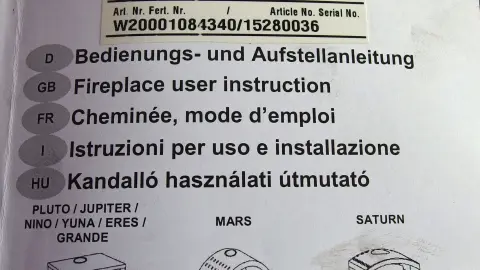 Art. Nr. Fert. Nr. / Article No. Serial No.
W20001084340/15280036
D Bedienungs- und Aufstellanleitung
GB Fireplace user instruction
FR Cheminée, mode d'emploi
I Istruzioni per uso e installazione
HU Kandalló használati útmutató
PLUTO / JUPITER /
NINO / YUNA / ERES /
GRANDE
MARS
SATURN